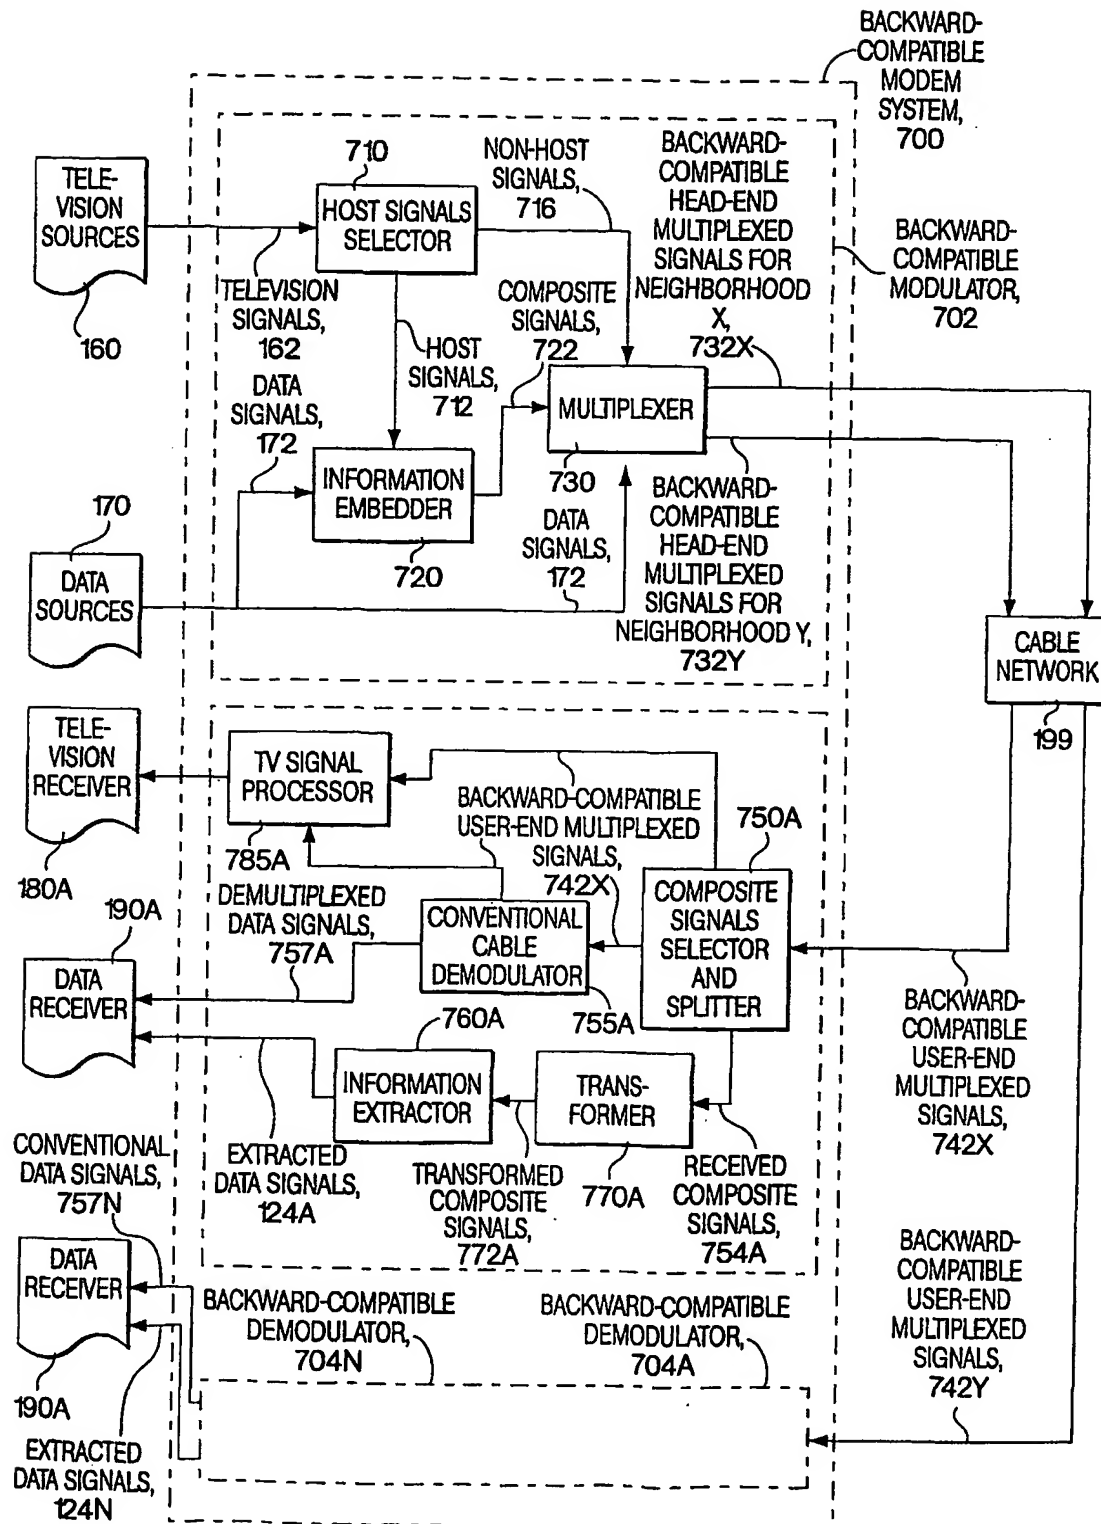 BACKWARD-
COMPATIBLE
MODEM
SYSTEM,
700
TELE-
VISION
SOURCES
160
710
HOST SIGNALS
SELECTOR
NON-HOST
SIGNALS,
716
BACKWARD-
COMPATIBLE
HEAD-END
MULTIPLEXED
SIGNALS FOR
NEIGHBORHOOD
X,
732X
BACKWARD-
COMPATIBLE
MODULATOR,
702
TELEVISION
SIGNALS,
162
HOST
SIGNALS,
712
COMPOSITE
SIGNALS,
722
MULTIPLEXER
730
DATA
SIGNALS,
172
INFORMATION
EMBEDDER
720
DATA
SIGNALS,
172
BACKWARD-
COMPATIBLE
HEAD-END
MULTIPLEXED
SIGNALS FOR
NEIGHBORHOOD Y,
732Y
170
DATA
SOURCES
CABLE
NETWORK
199
TELE-
VISION
RECEIVER
180A
TV SIGNAL
PROCESSOR
785A
BACKWARD-COMPATIBLE
USER-END MULTIPLEXED
SIGNALS,
742X
750A
COMPOSITE
SIGNALS
SELECTOR
AND
SPLITTER
DEMULTIPLEXED
DATA SIGNALS,
757A
CONVENTIONAL
CABLE
DEMODULATOR
755A
190A
DATA
RECEIVER
760A
INFORMATION
EXTRACTOR
TRANS-
FORMER
770A
BACKWARD-
COMPATIBLE
USER-END
MULTIPLEXED
SIGNALS,
742X
EXTRACTED
DATA SIGNALS,
124A
TRANSFORMED
COMPOSITE
SIGNALS,
772A
RECEIVED
COMPOSITE
SIGNALS,
754A
CONVENTIONAL
DATA SIGNALS,
757N
DATA
RECEIVER
190A
BACKWARD-COMPATIBLE
DEMODULATOR,
704N
BACKWARD-COMPATIBLE
DEMODULATOR,
704A
BACKWARD-
COMPATIBLE
USER-END
MULTIPLEXED
SIGNALS,
742Y
EXTRACTED
DATA SIGNALS,
124N